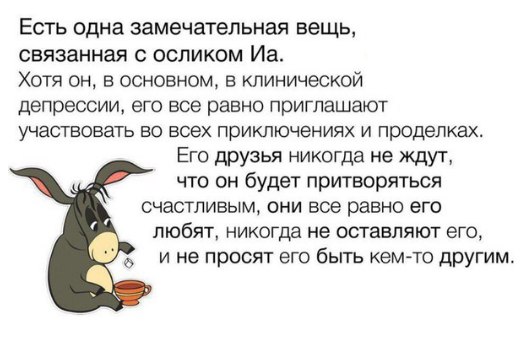 Есть одна замечательная вещь,
связанная с осликом Иа.
Хотя он, в основном, в клинической
депрессии, его все равно приглашают
участвовать во всех приключениях и проделках.
Его друзья никогда не ждут,
что он будет притворяться
счастливым, они все равно его
любят, никогда не оставляют его,
и не просят его быть кем-то другим.